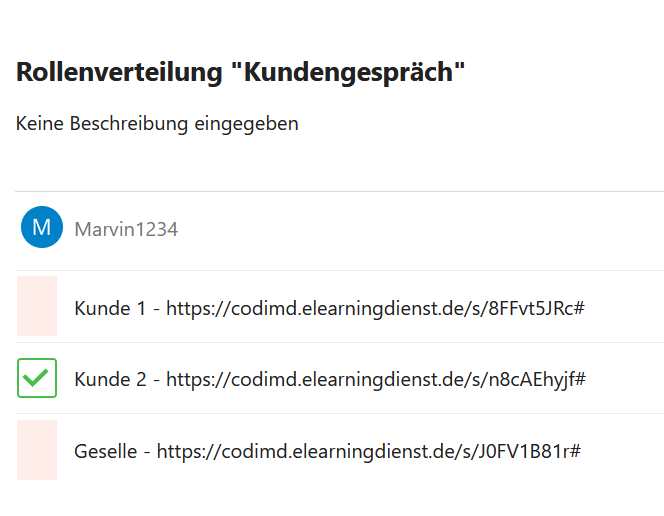 Rollenverteilung "Kundengespräch"
Keine Beschreibung eingegeben
M Marvin1234
Kunde 1 - https://codimd.elearningdienst.de/s/8FFvt5JRc#
Kunde 2 - https://codimd.elearningdienst.de/s/n8cAEhyjf#
Geselle - https://codimd.elearningdienst.de/s/J0FV1B81r#